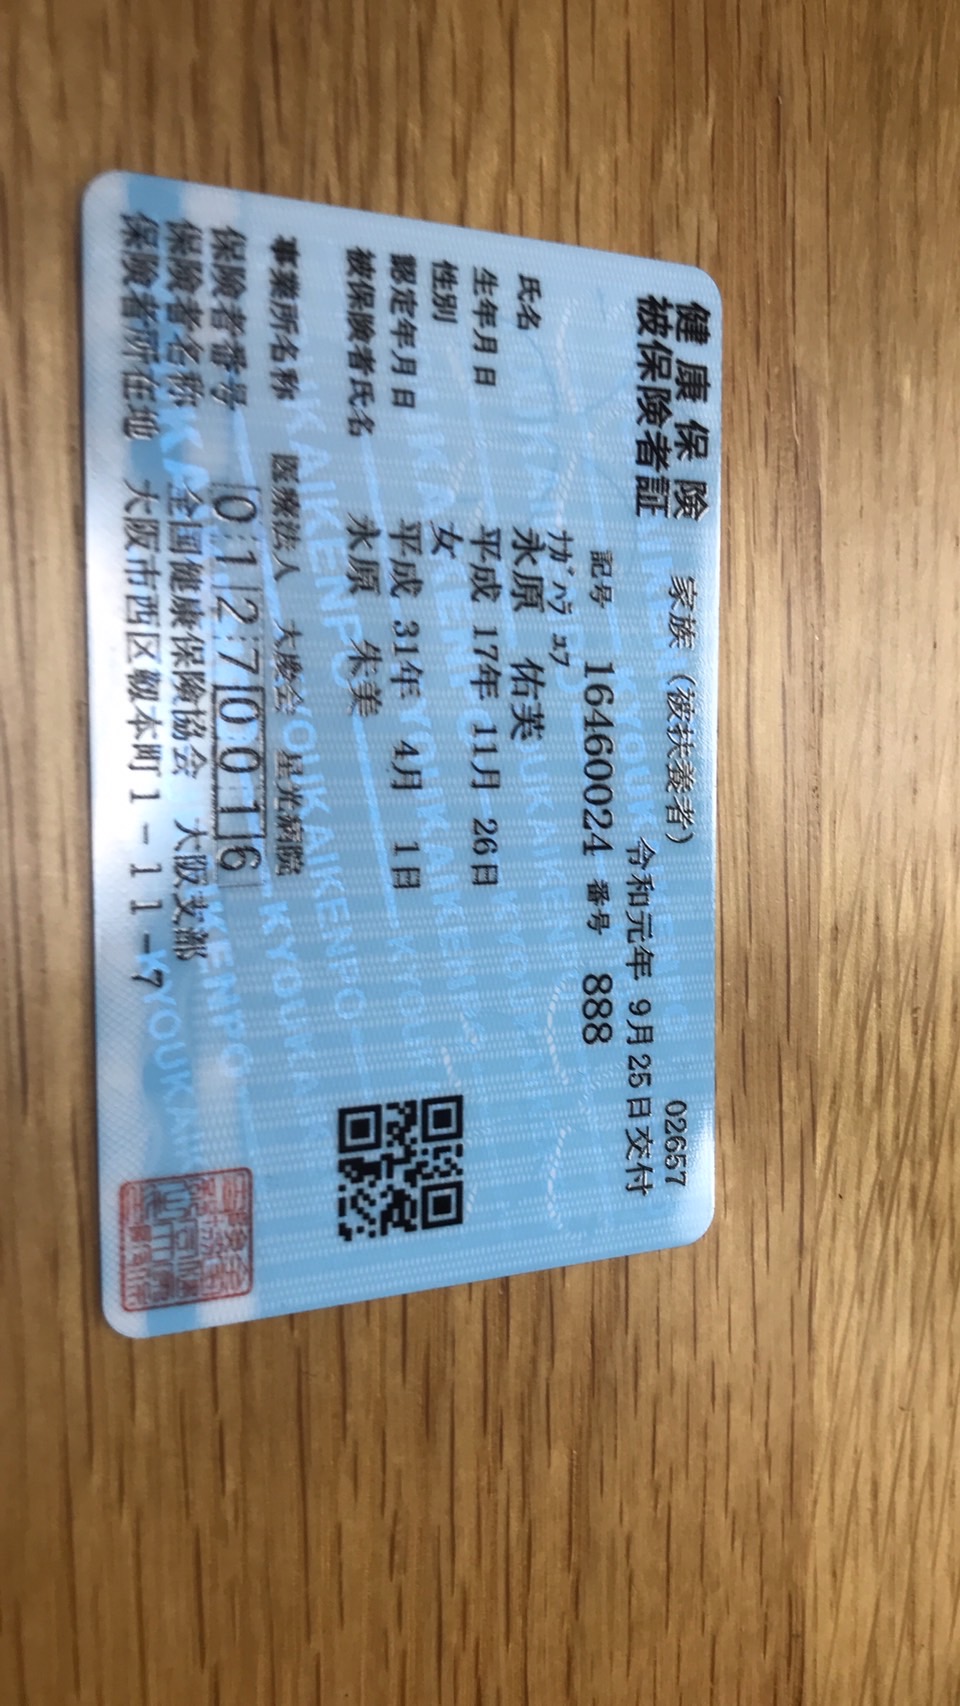 健康保険
被保険者証
家族（被扶養者）
02657
令和元年 9月25日交付
記号 16460024 番号 888
ﾅｶﾞﾊﾗ ﾕﾌ
氏名 永原 佑芙
生年月日 平成 17年 11月 26日
性別 女
認定年月日 平成 31年 4月 1日
被保険者氏名 永原 朱美
事業所名称 医療法人 会 星光病院
保険者番号 01270016
保険者名称 全国健康保険協会 大阪支部
保険者所在地 大阪市西区靱本町1-11-7